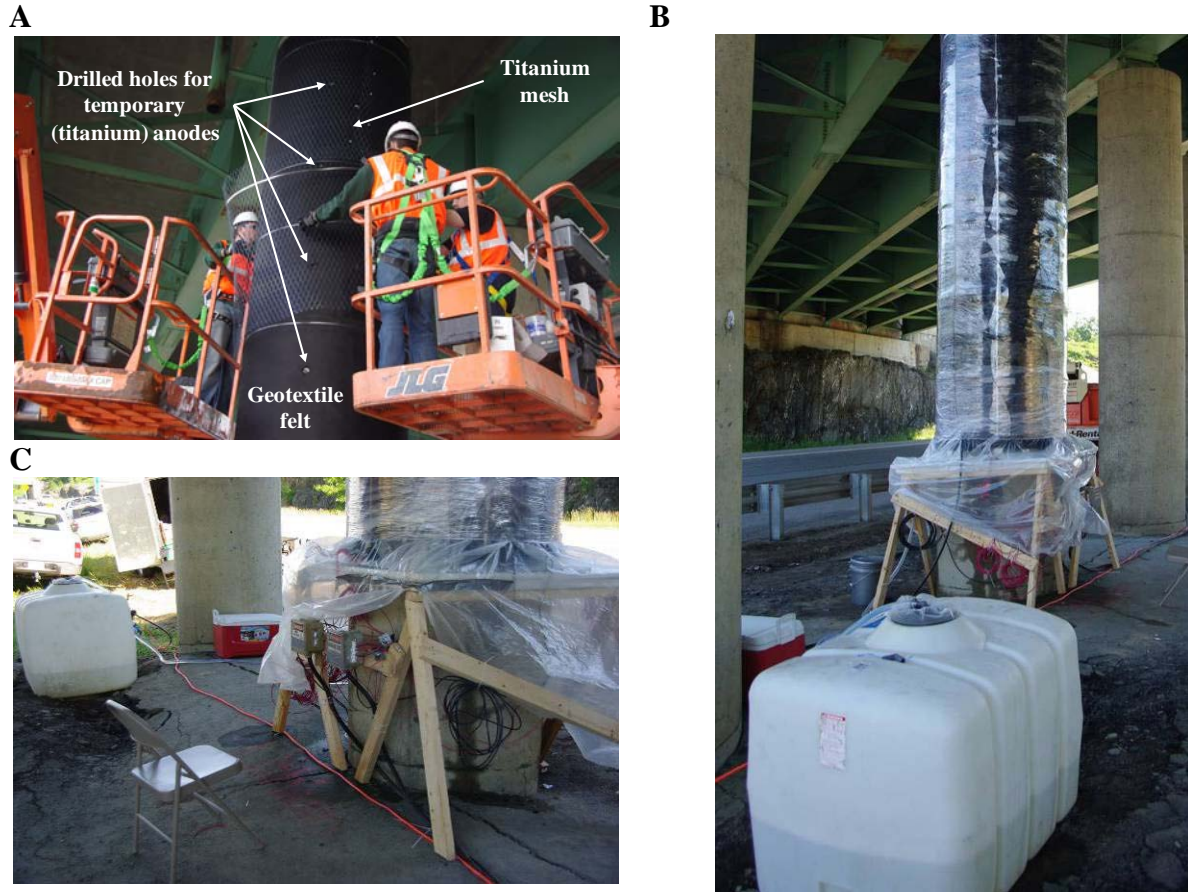 A
Drilled holes for
temporary
(titanium) anodes
Titanium
mesh
JLG
Geotextile
felt
B
C